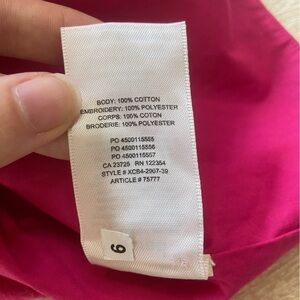 BODY: 100% COTTON
EMBROIDERY: 100% POLYESTER
CORPS: 100% COTON
BRODERIE: 100% POLYESTER
PO 4500115555
PO 4500115556
PO 4500115557
CA 23725 RN 122354
STYLE # XCB4-2907-39
ARTICLE # 75777
6